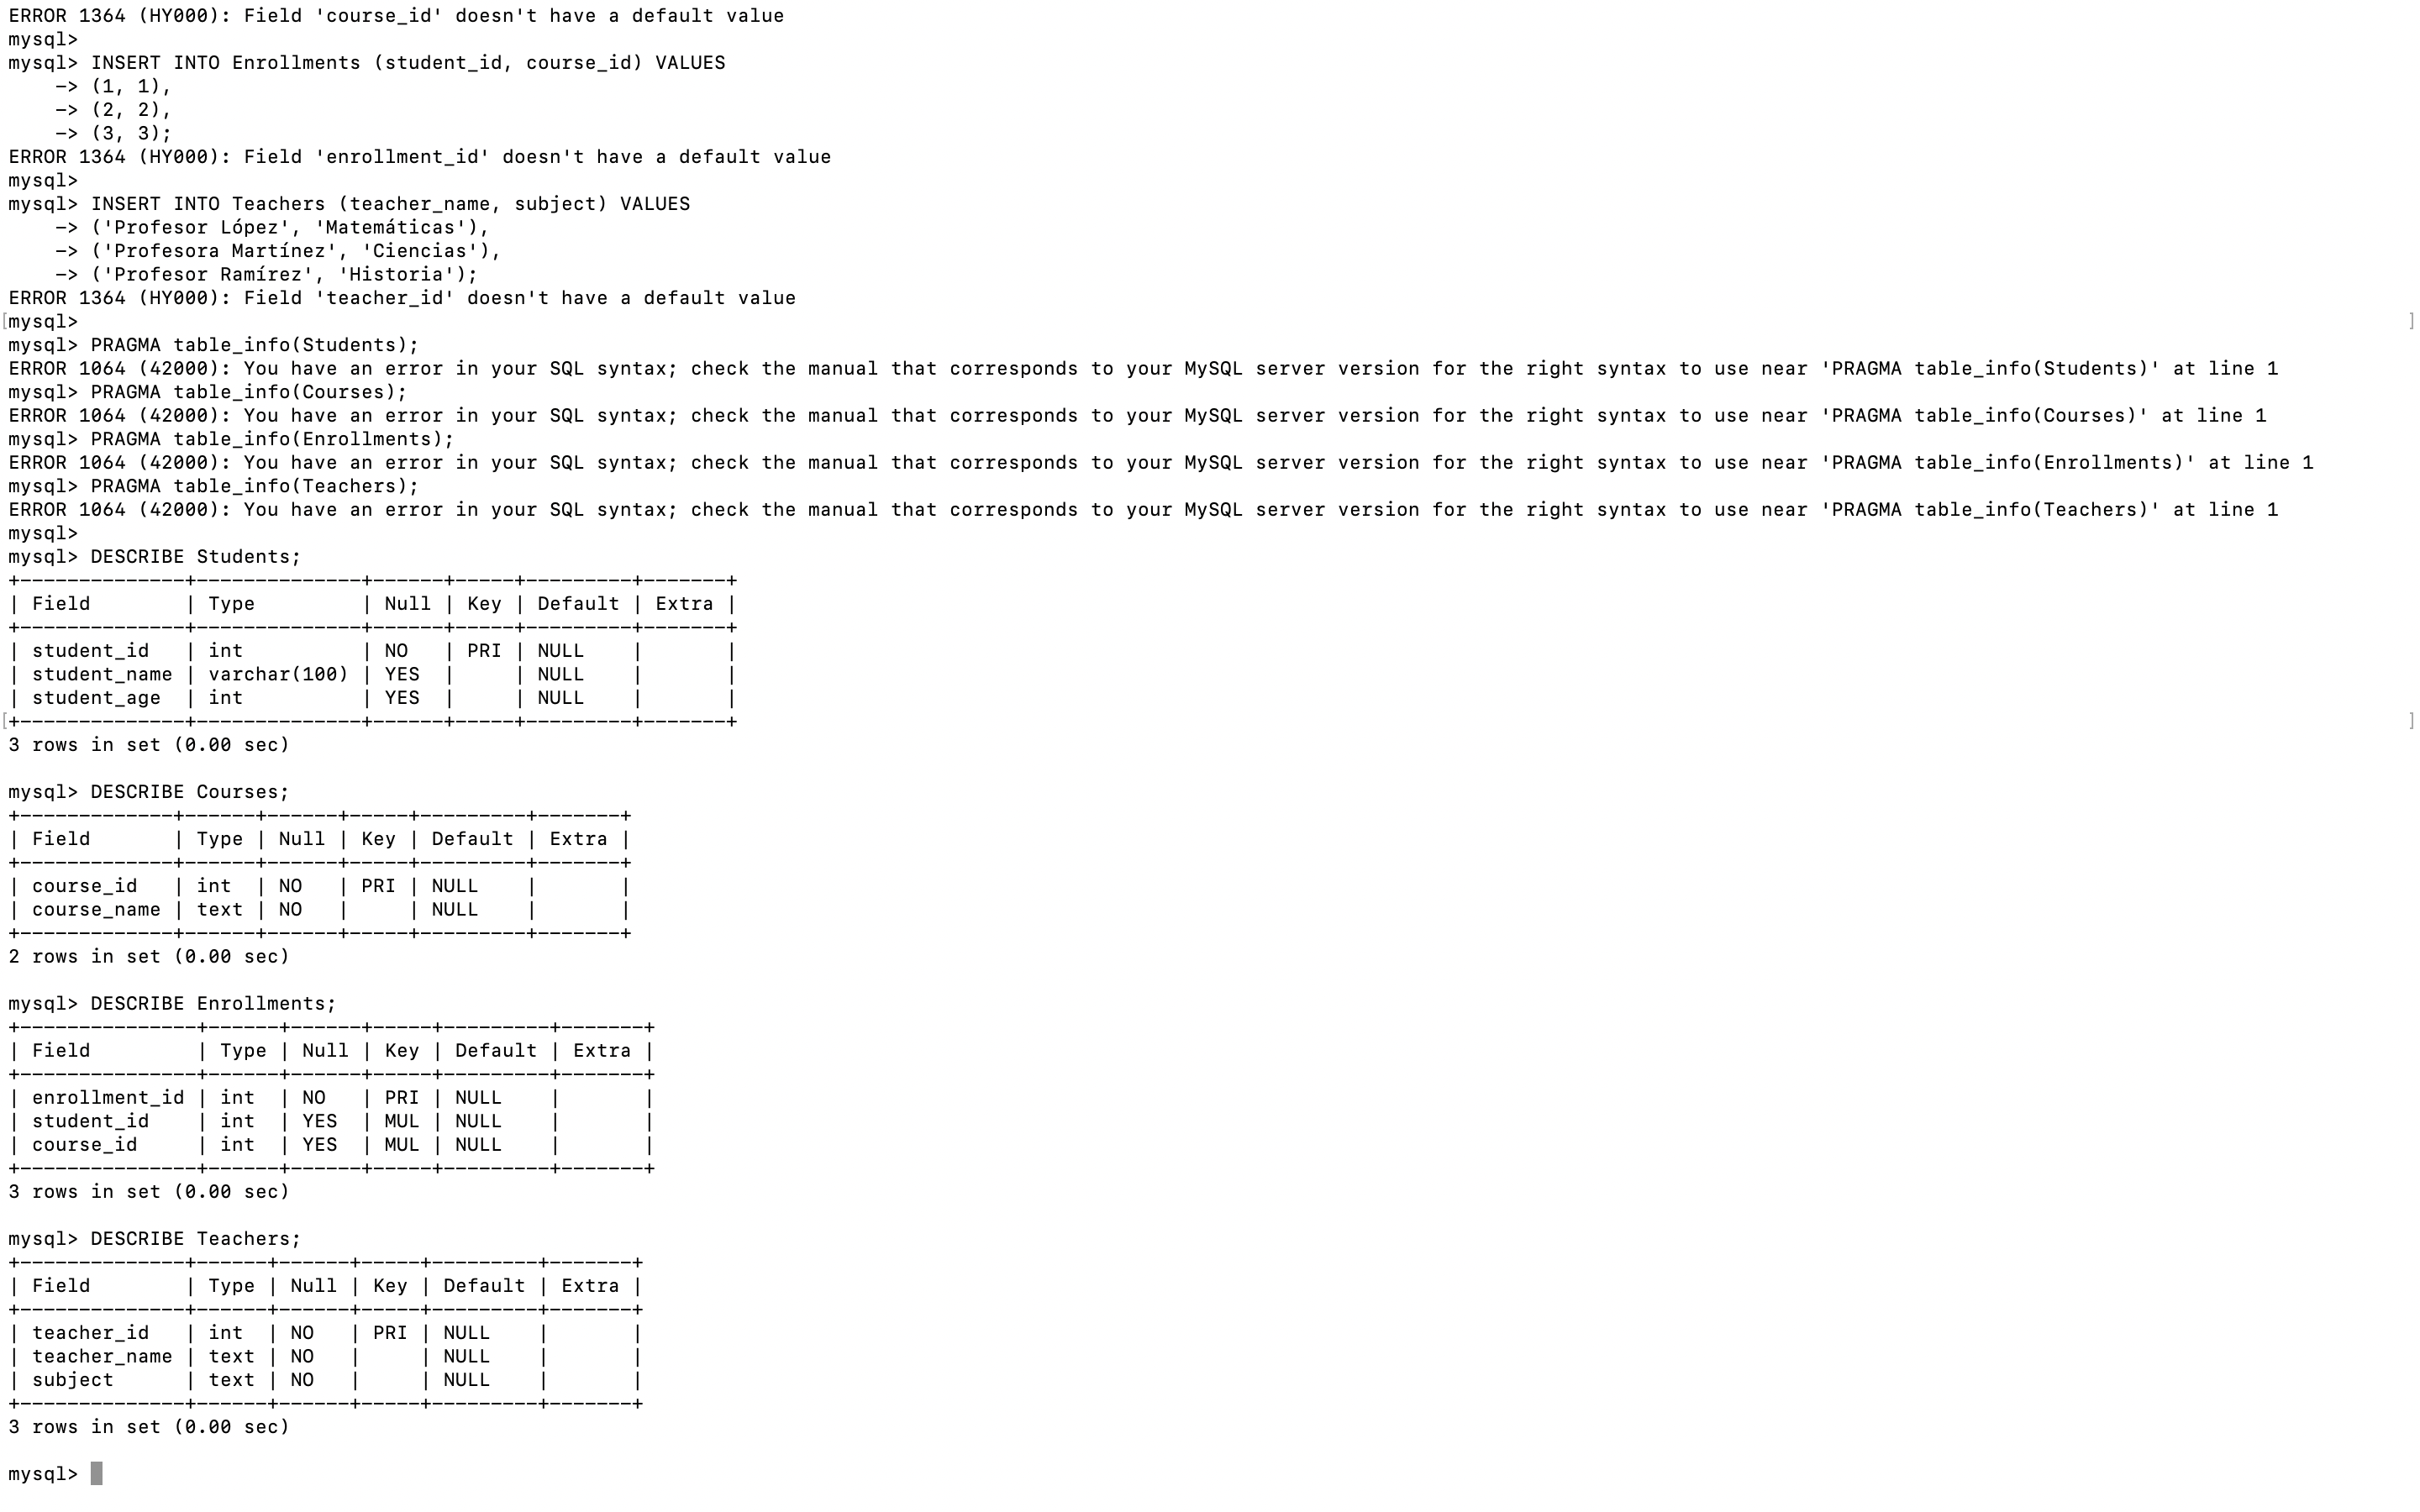 ERROR 1364 (HY000): Field 'course_id' doesn't have a default value
mysql>
mysql> INSERT INTO Enrollments (student_id, course_id) VALUES
    -> (1, 1),
    -> (2, 2),
    -> (3, 3);
ERROR 1364 (HY000): Field 'enrollment_id' doesn't have a default value
mysql>
mysql> INSERT INTO Teachers (teacher_name, subject) VALUES
    -> ('Profesor López', 'Matemáticas'),
    -> ('Profesora Martínez', 'Ciencias'),
    -> ('Profesor Ramírez', 'Historia');
ERROR 1364 (HY000): Field 'teacher_id' doesn't have a default value
[mysql> ]
mysql> PRAGMA table_info(Students);
ERROR 1064 (42000): You have an error in your SQL syntax; check the manual that corresponds to your MySQL server version for the right syntax to use near 'PRAGMA table_info(Students)' at line 1
mysql> PRAGMA table_info(Courses);
ERROR 1064 (42000): You have an error in your SQL syntax; check the manual that corresponds to your MySQL server version for the right syntax to use near 'PRAGMA table_info(Courses)' at line 1
mysql> PRAGMA table_info(Enrollments);
ERROR 1064 (42000): You have an error in your SQL syntax; check the manual that corresponds to your MySQL server version for the right syntax to use near 'PRAGMA table_info(Enrollments)' at line 1
mysql> PRAGMA table_info(Teachers);
ERROR 1064 (42000): You have an error in your SQL syntax; check the manual that corresponds to your MySQL server version for the right syntax to use near 'PRAGMA table_info(Teachers)' at line 1
mysql>
mysql> DESCRIBE Students;
+--------------+--------------+------+-----+---------+-------+
| Field        | Type         | Null | Key | Default | Extra |
+--------------+--------------+------+-----+---------+-------+
| student_id   | int          | NO   | PRI | NULL    |       |
| student_name | varchar(100) | YES  |     | NULL    |       |
| student_age  | int          | YES  |     | NULL    |       |
[+--------------+--------------+------+-----+---------+-------+ ]
3 rows in set (0.00 sec)

mysql> DESCRIBE Courses;
+-------------+------+------+-----+---------+-------+
| Field       | Type | Null | Key | Default | Extra |
+-------------+------+------+-----+---------+-------+
| course_id   | int  | NO   | PRI | NULL    |       |
| course_name | text | NO   |     | NULL    |       |
+-------------+------+------+-----+---------+-------+
2 rows in set (0.00 sec)

mysql> DESCRIBE Enrollments;
+---------------+------+------+-----+---------+-------+
| Field         | Type | Null | Key | Default | Extra |
+---------------+------+------+-----+---------+-------+
| enrollment_id | int  | NO   | PRI | NULL    |       |
| student_id    | int  | YES  | MUL | NULL    |       |
| course_id     | int  | YES  | MUL | NULL    |       |
+---------------+------+------+-----+---------+-------+
3 rows in set (0.00 sec)

mysql> DESCRIBE Teachers;
+--------------+------+------+-----+---------+-------+
| Field        | Type | Null | Key | Default | Extra |
+--------------+------+------+-----+---------+-------+
| teacher_id   | int  | NO   | PRI | NULL    |       |
| teacher_name | text | NO   |     | NULL    |       |
| subject      | text | NO   |     | NULL    |       |
+--------------+------+------+-----+---------+-------+
3 rows in set (0.00 sec)

mysql>